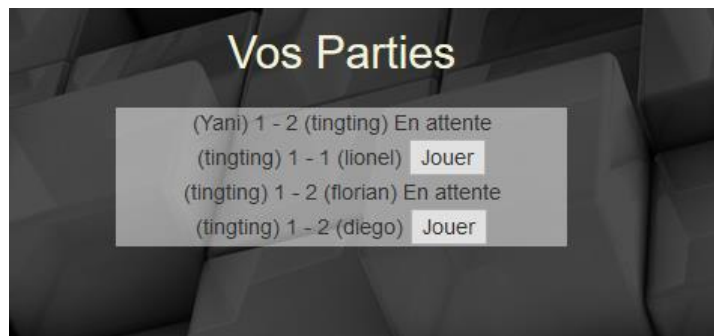 Vos Parties
(Yani) 1 - 2 (tingting) En attente
(tingting) 1 - 1 (lionel) Jouer
(tingting) 1 - 2 (florian) En attente
(tingting) 1 - 2 (diego) Jouer